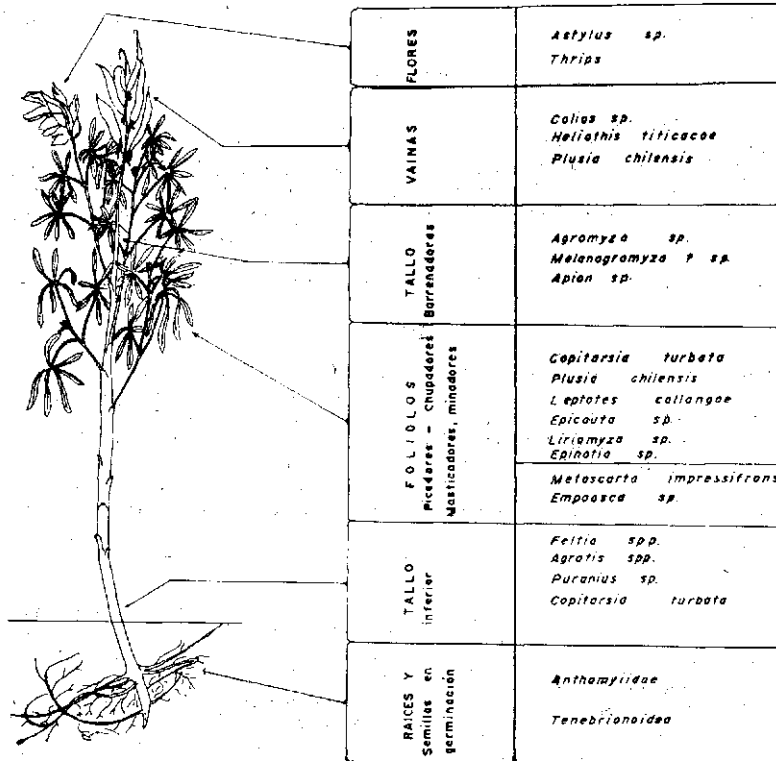 FLORES
Astylus sp.
Thrips
VAINAS
Colias sp.
Heliothis titicacae
Plusia chilensis
TALLO
Barrenadores
Agromyza sp.
Melanogromyza ? sp.
Apion sp.
FOLIOLOS
Picadores - Chupadores
Masticadores, minadores
Copitarsia turbata
Plusia chilensis
Leptotes callangae
Epicauta sp.
Liriomyza sp.
Epinotia sp.
Metascarta impressifrons
Empoasca sp.
TALLO
inferior
Feltia spp.
Agrotis spp.
Puranius sp.
Copitarsia turbata
RAICES Y
Semillas en
germinación
Anthomyiidae
Tenebrionoidea